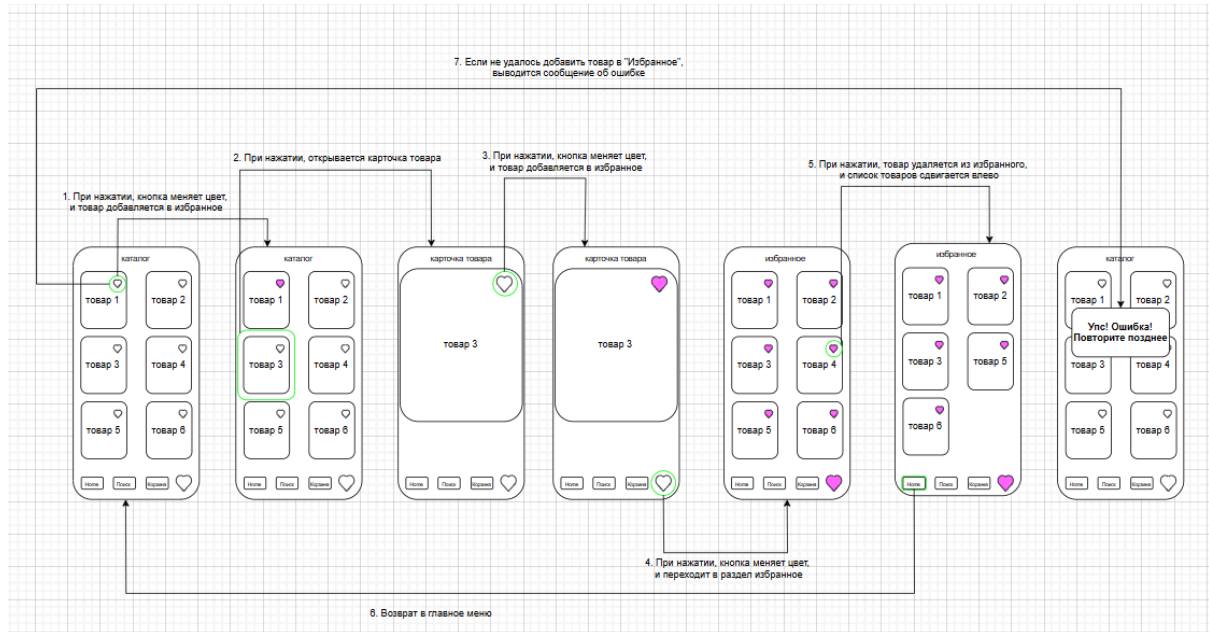 7. Если не удалось добавить товар в "Избранное",
выводится сообщение об ошибке
2. При нажатии, открывается карточка товара
3. При нажатии, кнопка меняет цвет,
и товар добавляется в избранное
5. При нажатии, товар удаляется из избранного,
и список товаров сдвигается влево
1. При нажатии, кнопка меняет цвет,
и товар добавляется в избранное
каталог
товар 1
товар 2
товар 3
товар 4
товар 5
товар 6
Home
Поиск
Корзина
каталог
товар 1
товар 2
товар 3
товар 4
товар 5
товар 6
Home
Поиск
Корзина
карточка товара
товар 3
Home
Поиск
Корзина
карточка товара
товар 3
Home
Поиск
Корзина
избранное
товар 1
товар 2
товар 3
товар 4
товар 5
товар 6
Home
Поиск
Корзина
избранное
товар 1
товар 2
товар 3
товар 5
товар 6
Home
Поиск
Корзина
каталог
товар 1
товар 2
Упс! Ошибка!
Повторите позднее
товар 3
товар 4
товар 5
товар 6
Home
Поиск
Корзина
4. При нажатии, кнопка меняет цвет,
и переходит в раздел избранное
6. Возврат в главное меню